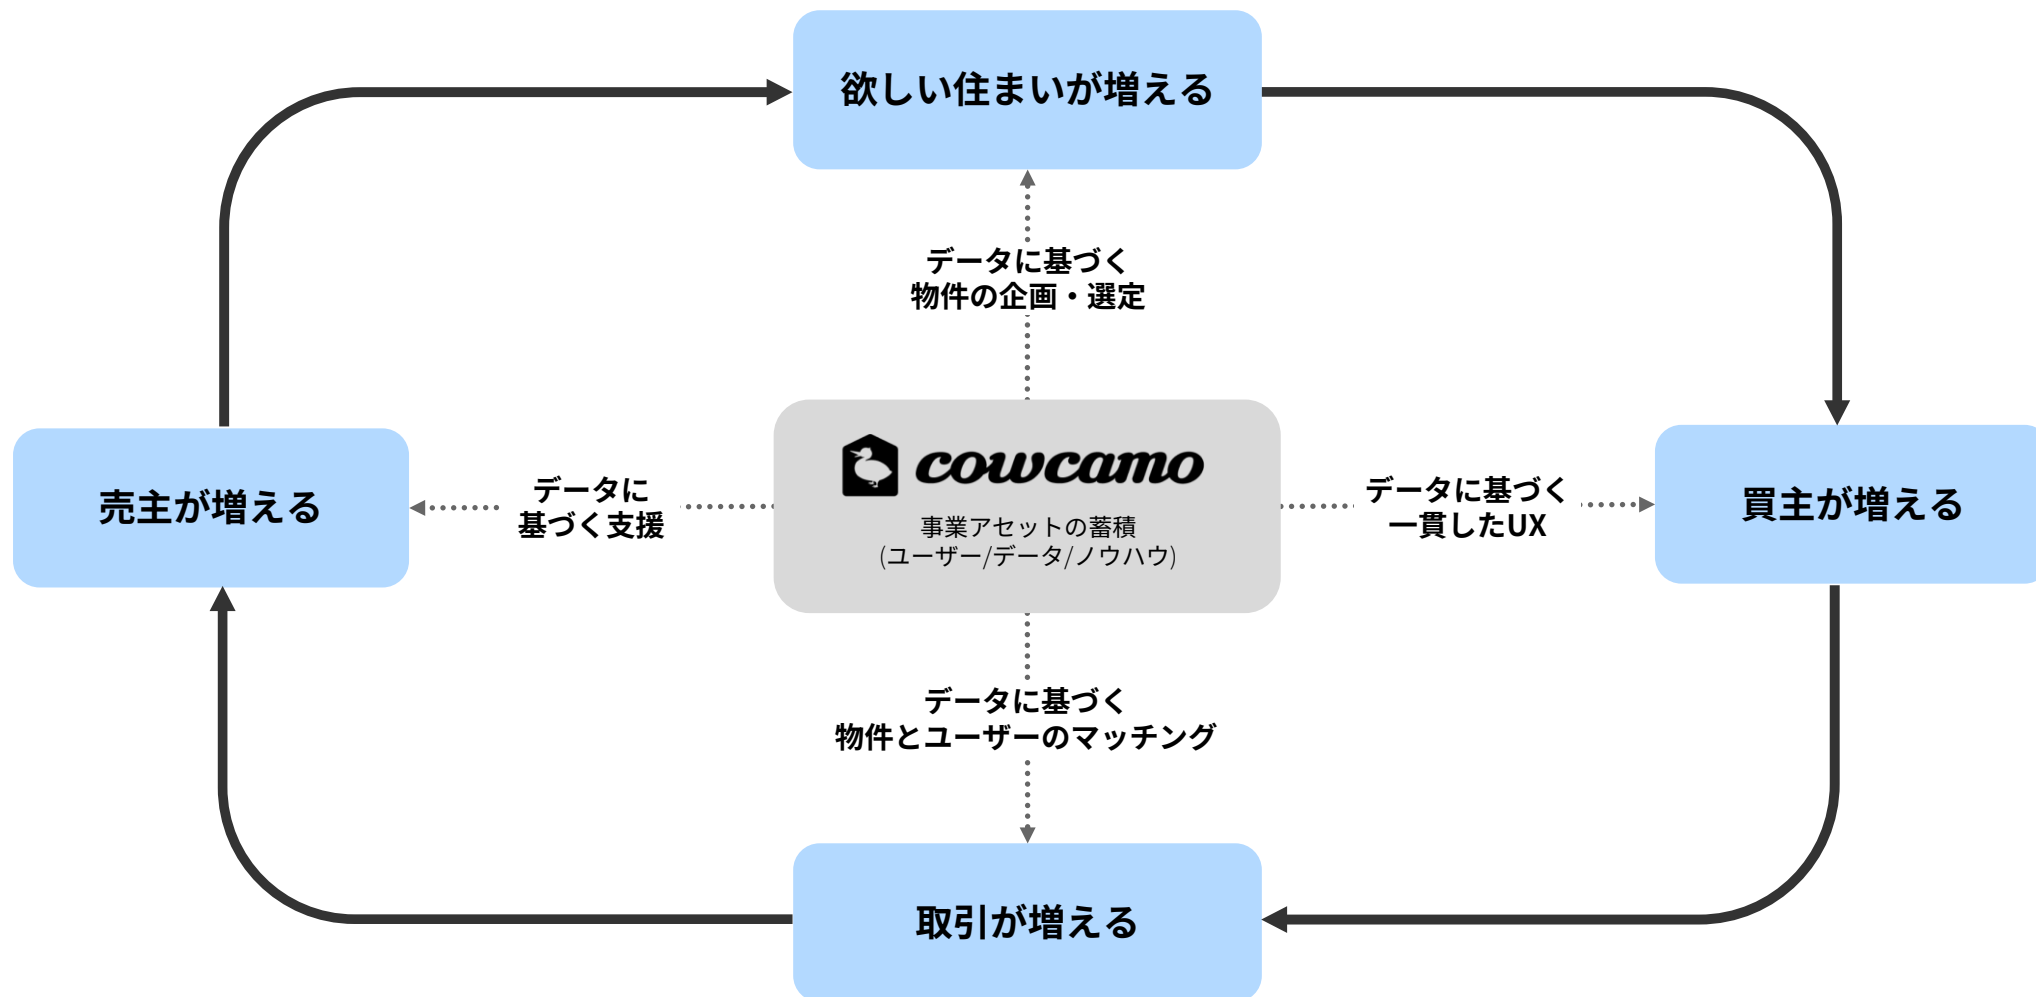 欲しい住まいが増える
データに基づく
物件の企画・選定
cowcamo
事業アセットの蓄積
(ユーザー/データ/ノウハウ)
売主が増える
データに
基づく支援
データに基づく
一貫したUX
買主が増える
データに基づく
物件とユーザーのマッチング
取引が増える